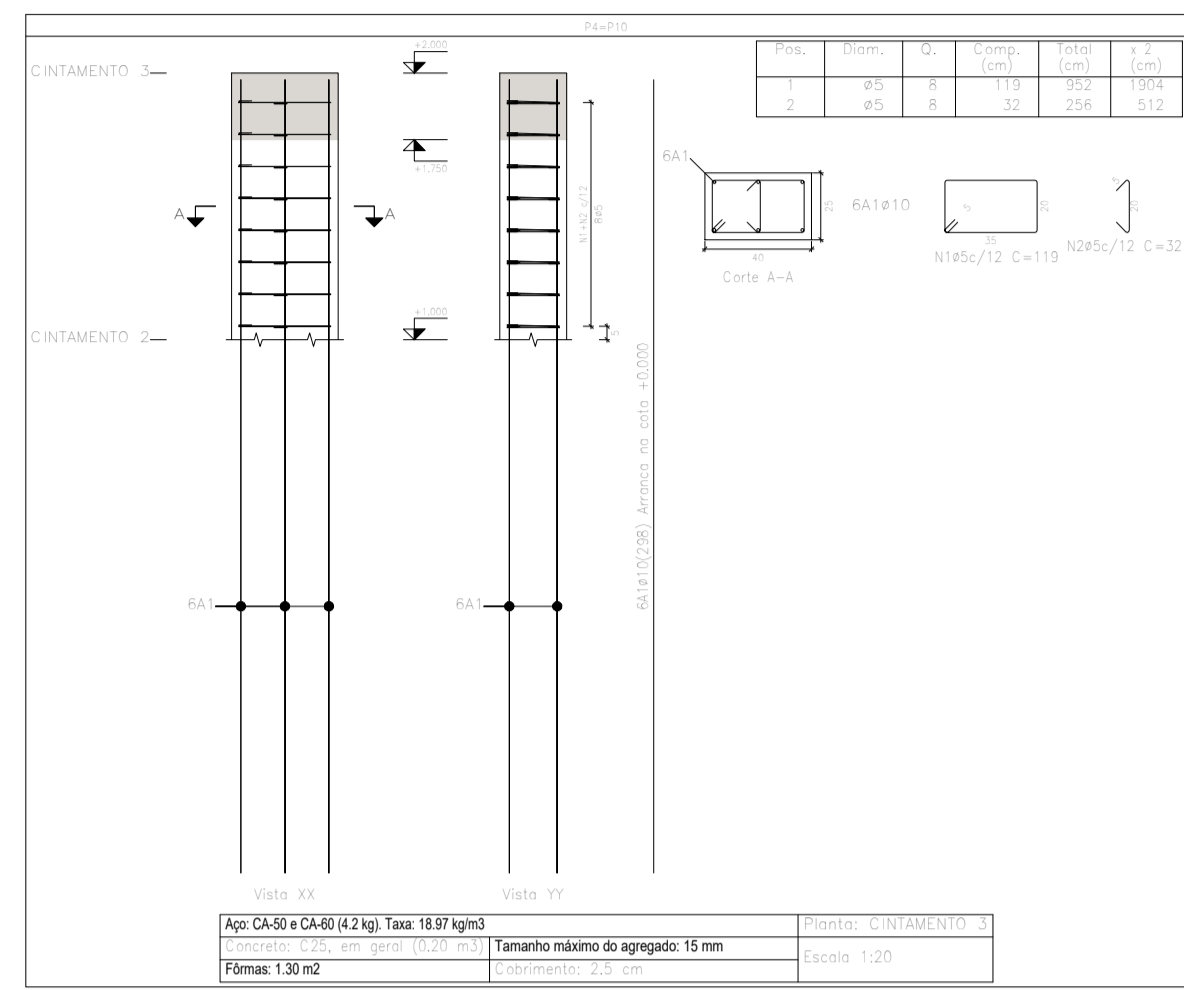 P4=P10
CINTAMENTO 3
+2.000
+1.750
A
A
+1.000
CINTAMENTO 2
N1+N2 c/12
8ø5
5
6A1ø10(298) Arranca na cota +0.000
6A1
6A1
Vista XX
Vista YY
Pos. Diam. Q. Comp. (cm) Total (cm) x 2 (cm)
1 ø5 8 119 952 1904
2 ø5 8 32 256 512
6A1
25
40
Corte A-A
6A1ø10
5
35
20
N1ø5c/12 C=119
5
20
N2ø5c/12 C=32
Aço: CA-50 e CA-60 (4.2 kg). Taxa: 18.97 kg/m3
Concreto: C25, em geral (0.20 m3)
Tamanho máximo do agregado: 15 mm
Fôrmas: 1.30 m2
Cobrimento: 2.5 cm
Planta: CINTAMENTO 3
Escala 1:20